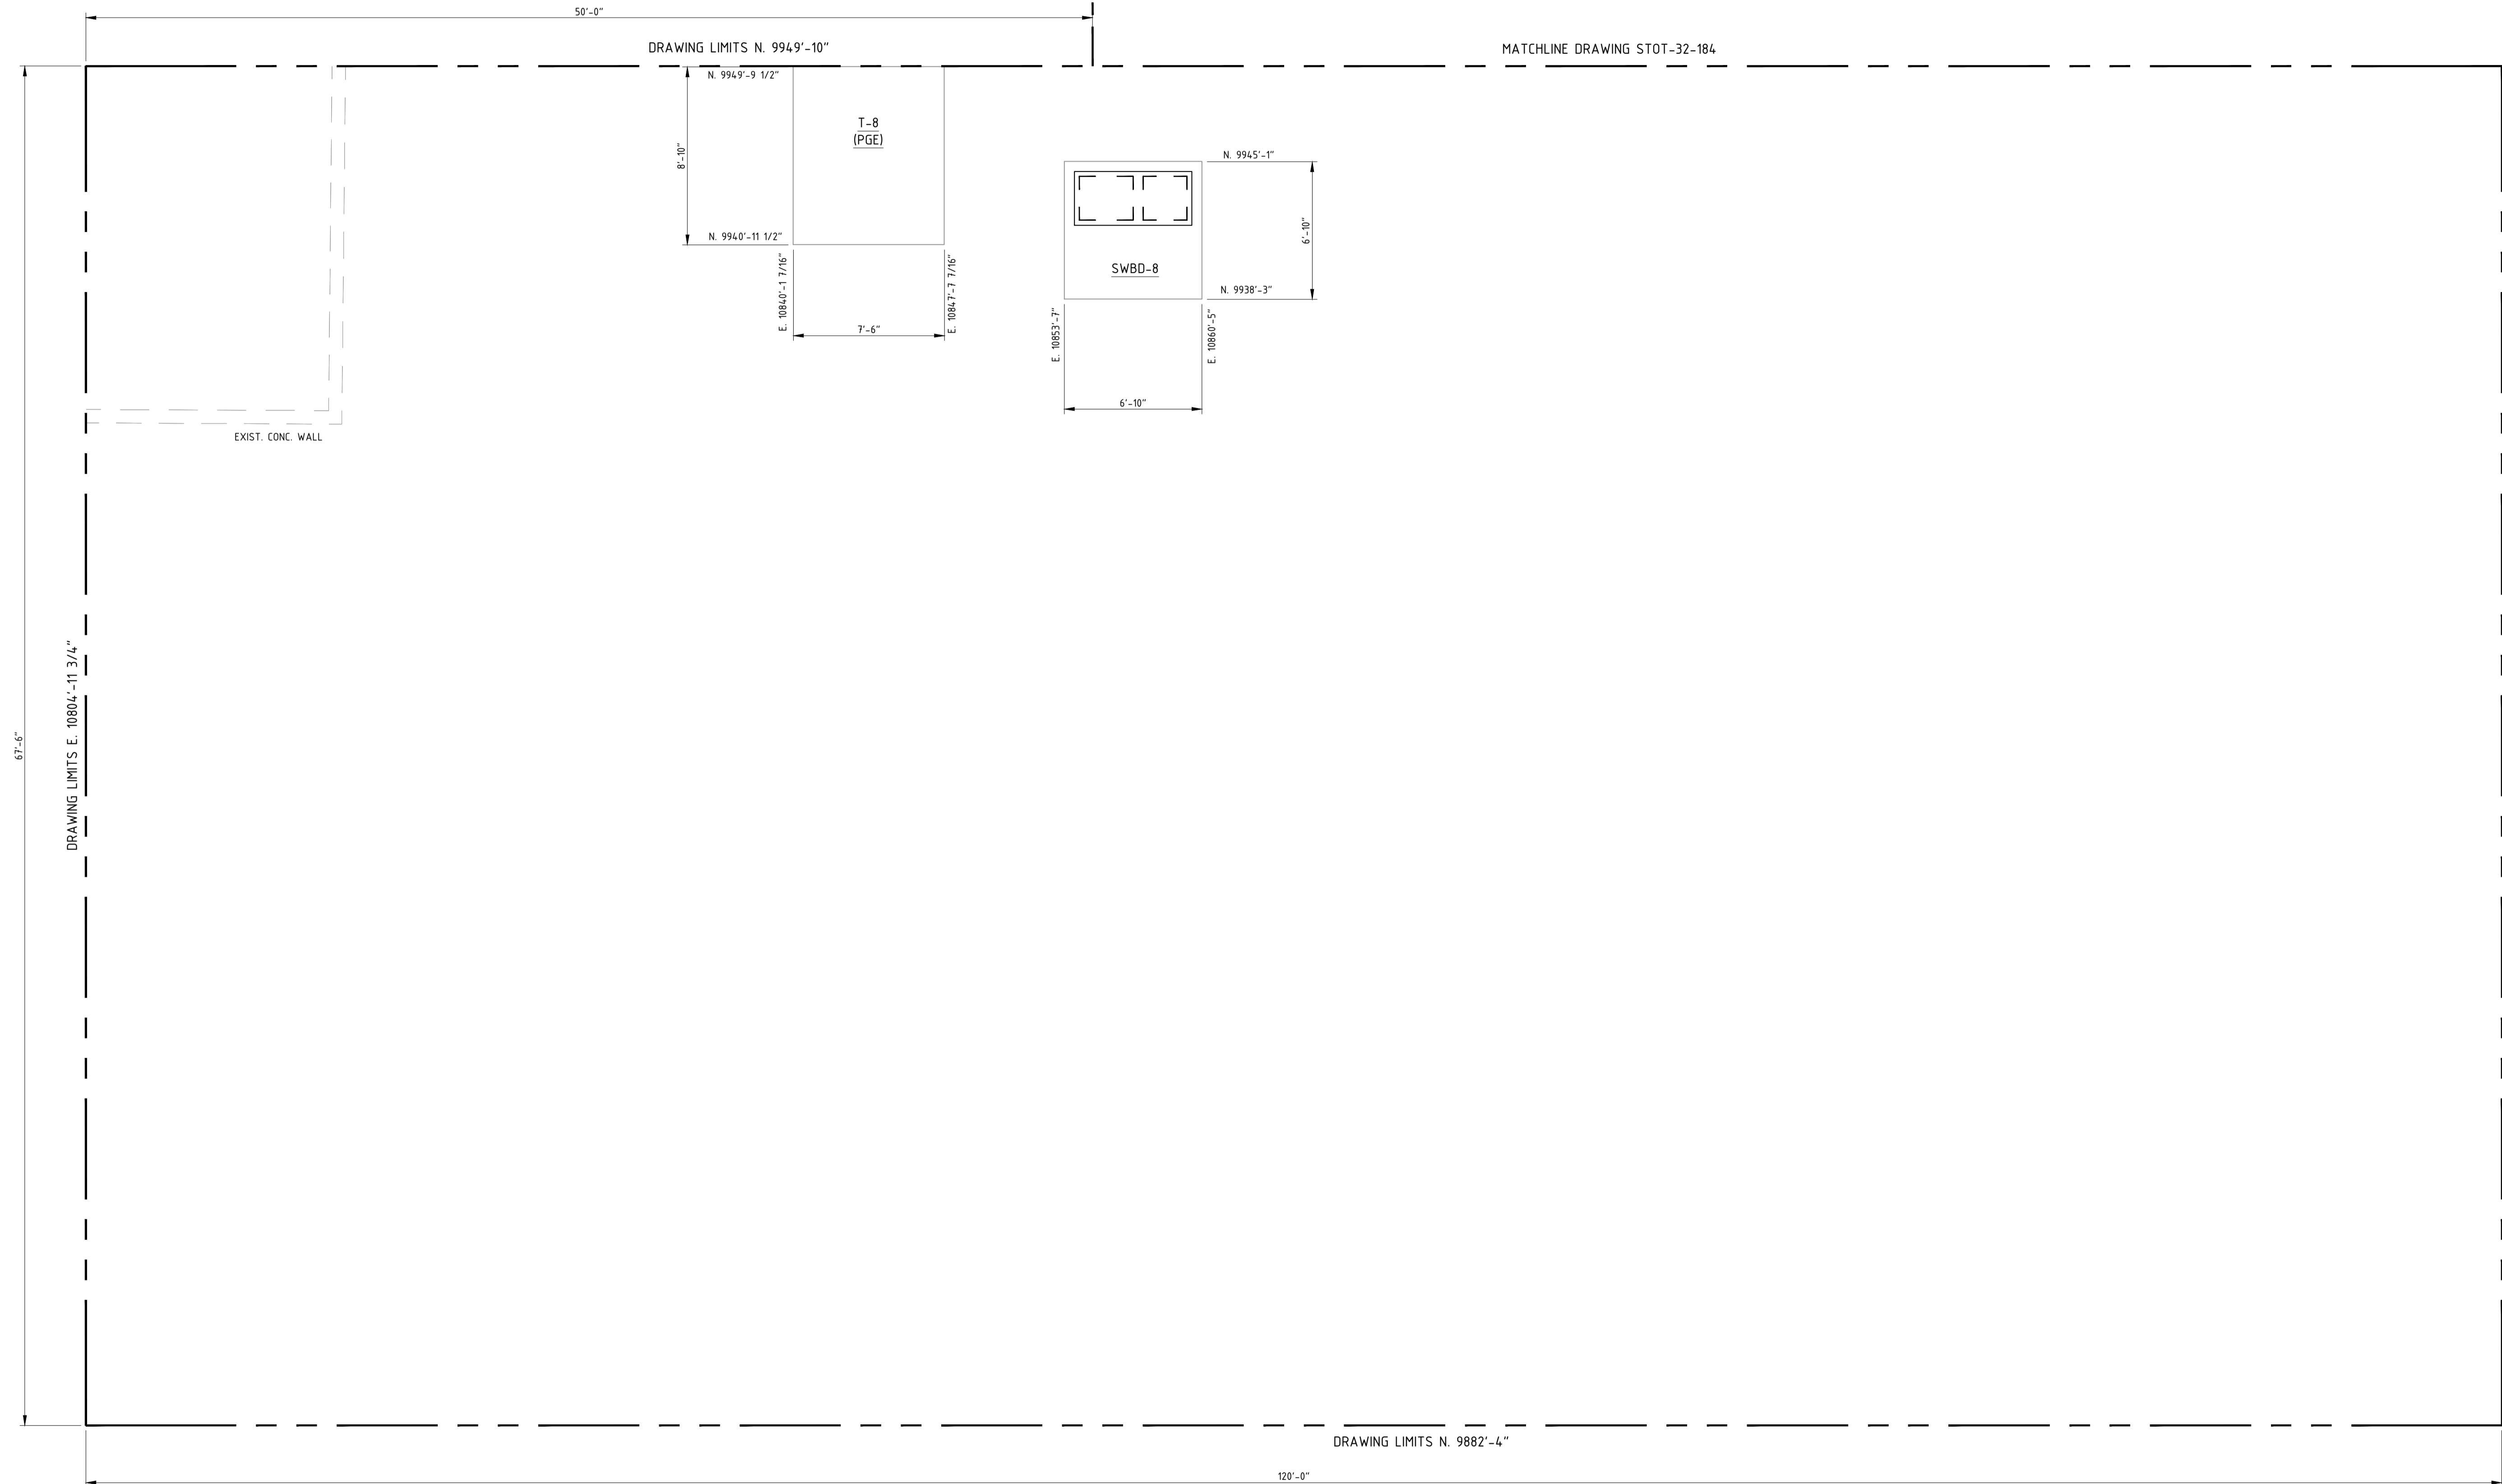 50'-0"
DRAWING LIMITS N. 9949'-10"
MATCHLINE DRAWING STOT-32-184
N. 9949'-9 1/2"
T-8
(PGE)
8'-10"
N. 9945'-1"
6'-10"
N. 9940'-11 1/2"
SWBD-8
N. 9938'-3"
E. 10840'-1 7/16"
E. 10847'-7 7/16"
7'-6"
E. 10853'-7"
E. 10860'-5"
6'-10"
EXIST. CONC. WALL
DRAWING LIMITS E. 10804'-11 3/4"
67'-6"
DRAWING LIMITS N. 9882'-4"
120'-0"